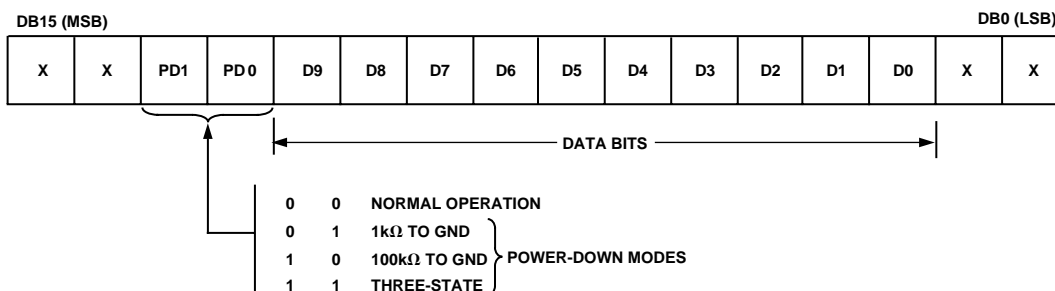 DB15 (MSB) DB0 (LSB)
X X PD1 PD0 D9 D8 D7 D6 D5 D4 D3 D2 D1 D0 X X
DATA BITS
0 0 NORMAL OPERATION
0 1 1kΩ TO GND
1 0 100kΩ TO GND POWER-DOWN MODES
1 1 THREE-STATE